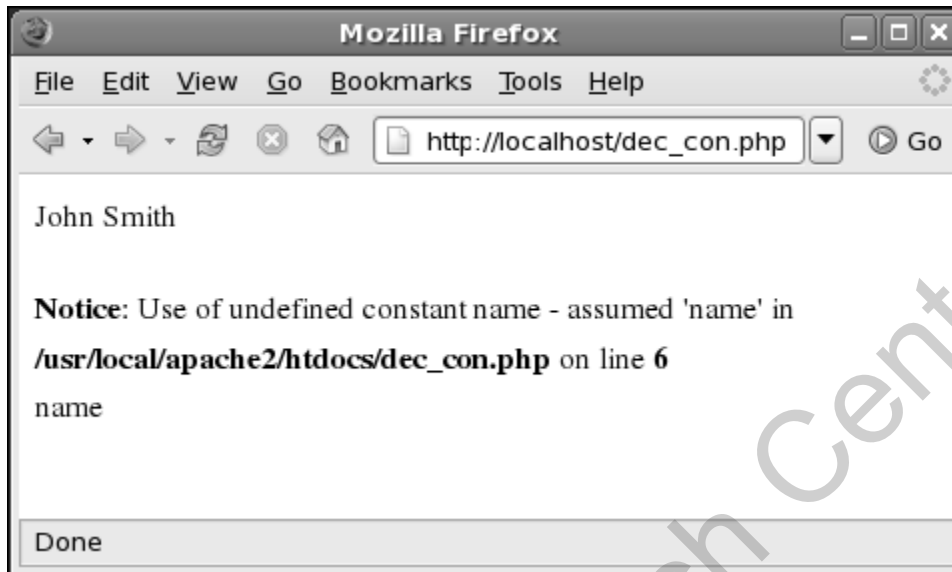 Mozilla Firefox
File Edit View Go Bookmarks Tools Help
http://localhost/dec_con.php Go
John Smith
Notice: Use of undefined constant name - assumed 'name' in
/usr/local/apache2/htdocs/dec_con.php on line 6
name
Done